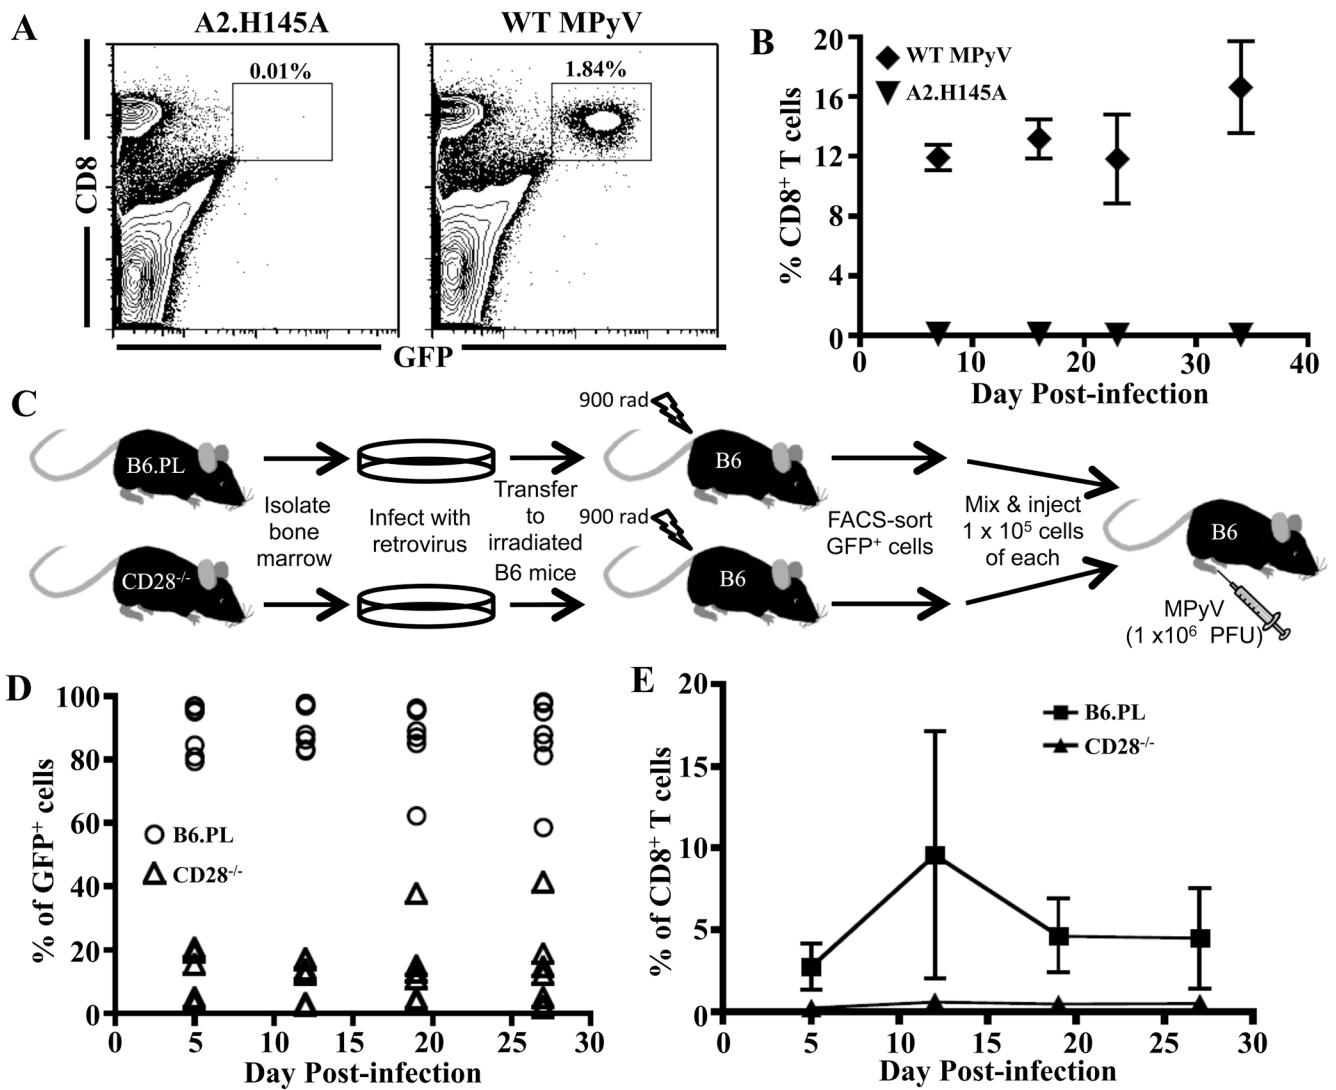 A
A2.H145A
WT MPyV
0.01%
1.84%
CD8
GFP
B
20
16
12
8
4
0
% CD8⁺ T cells
WT MPyV
A2.H145A
0 10 20 30 40
Day Post-infection
C
900 rad
B6.PL
B6
Isolate
bone
marrow
Infect with
retrovirus
Transfer
to
irradiated
B6 mice
900 rad
FACS-sort
GFP⁺ cells
Mix & inject
1 x 10⁵ cells
of each
B6
CD28⁻/⁻
B6
MPyV
(1 x10⁶ PFU)
D
100
80
60
40
20
0
% of GFP⁺ cells
B6.PL
CD28⁻/⁻
0 5 10 15 20 25 30
Day Post-infection
E
20
15
10
5
0
% of CD8⁺ T cells
B6.PL
CD28⁻/⁻
0 5 10 15 20 25 30
Day Post-infection